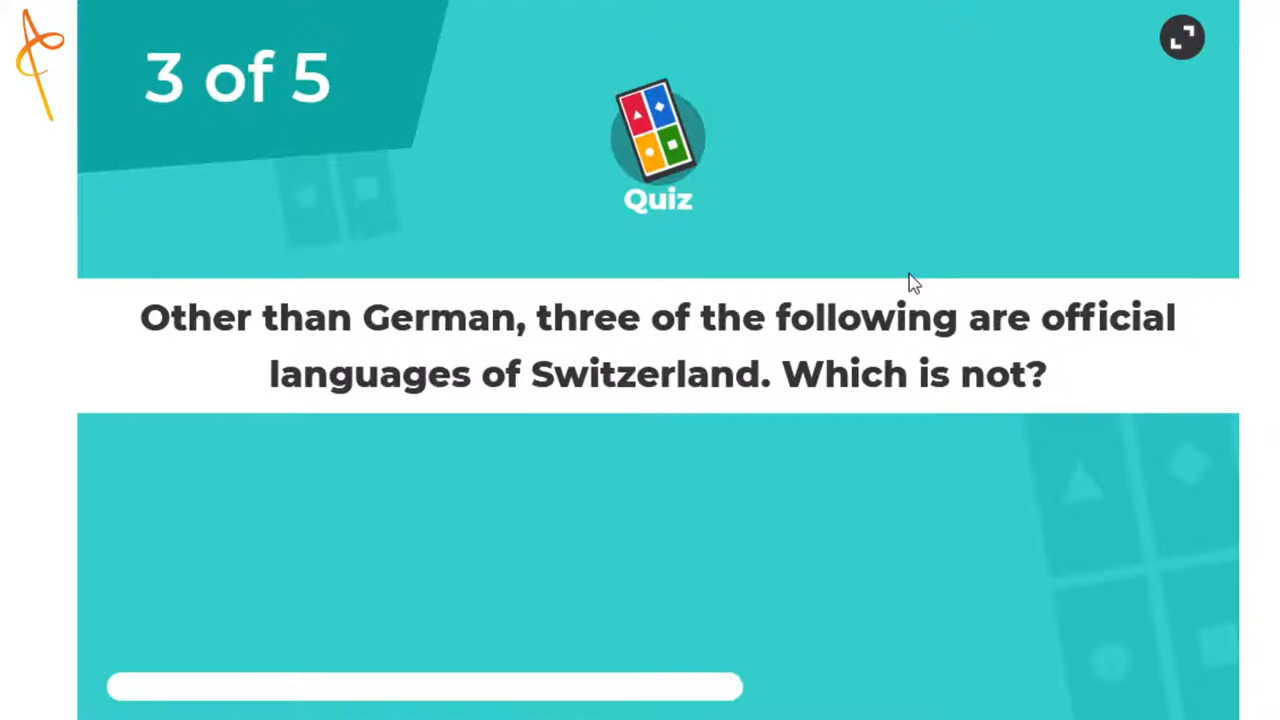 3 of 5
Quiz
Other than German, three of the following are official
languages of Switzerland. Which is not?